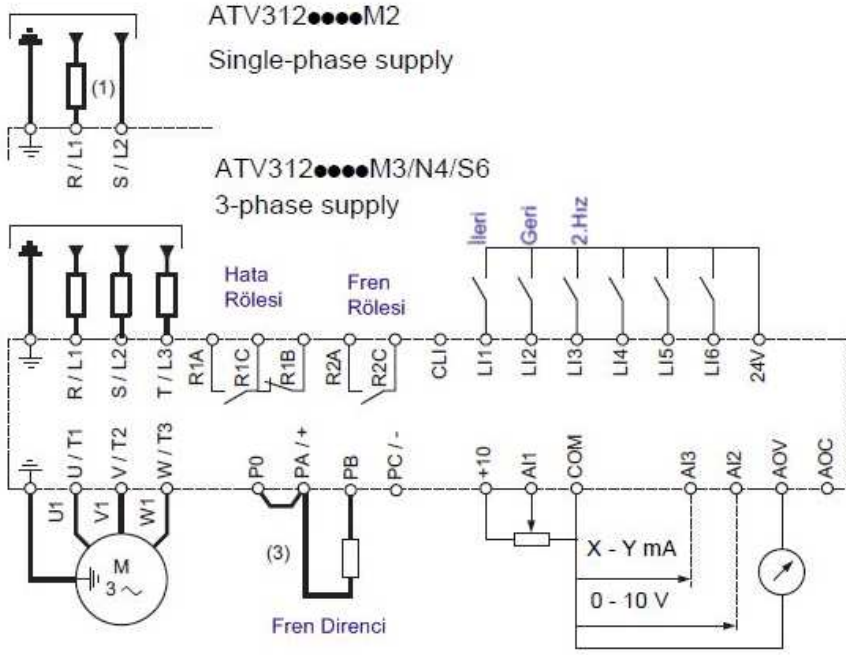 ATV312●●●●M2
Single-phase supply
(1)
R / L1
S / L2
ATV312●●●●M3/N4/S6
3-phase supply
Hata
Rölesi
Fren
Rölesi
İleri
Geri
2.Hız
R / L1
S / L2
T / L3
R1A
R1C
R1B
R2A
R2C
CLI
LI1
LI2
LI3
LI4
LI5
LI6
24V
U / T1
V / T2
W / T3
P0
PA / +
PB
PC / -
+10
AI1
COM
AI3
AI2
AOV
AOC
U1
V1
W1
M
3 ~
(3)
X - Y mA
0 - 10 V
Fren Direnci